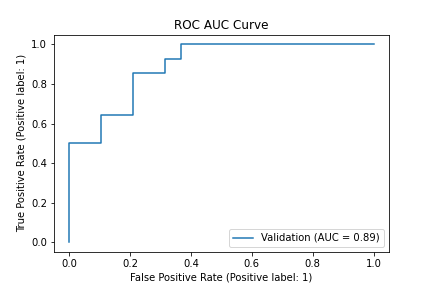 ROC AUC Curve
True Positive Rate (Positive label: 1)
1.0
0.8
0.6
0.4
0.2
0.0
Validation (AUC = 0.89)
0.0 0.2 0.4 0.6 0.8 1.0
False Positive Rate (Positive label: 1)